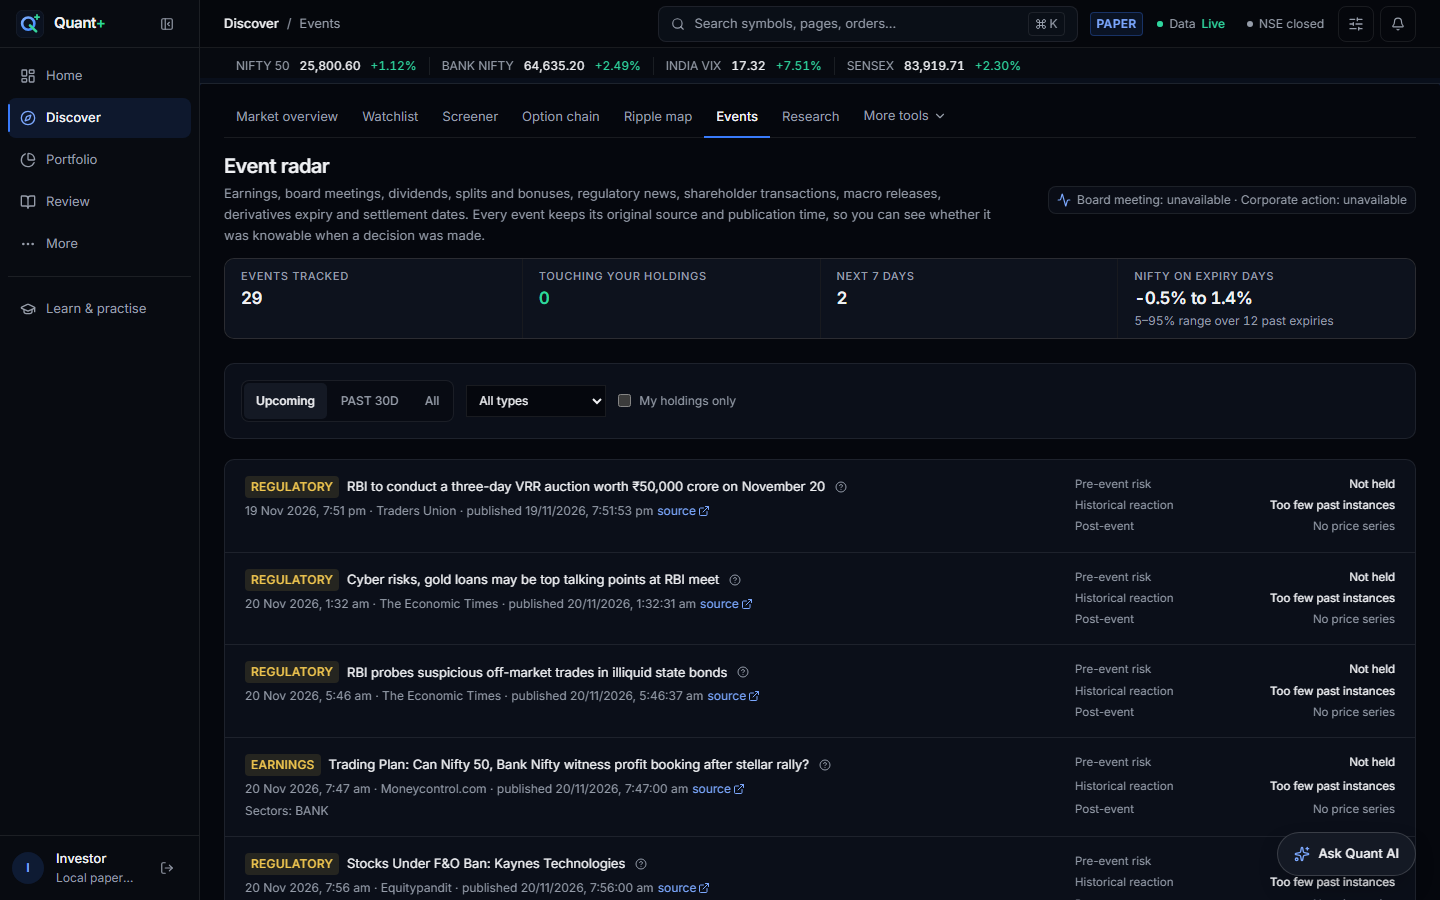 Quant+
Discover / Events
Search symbols, pages, orders...
⌘ K
PAPER
Data Live
NSE closed
NIFTY 50 25,800.60 +1.12%
BANK NIFTY 64,635.20 +2.49%
INDIA VIX 17.32 +7.51%
SENSEX 83,919.71 +2.30%
Home
Discover
Portfolio
Review
More
Learn & practise
Investor
Local paper...
I
Market overview
Watchlist
Screener
Option chain
Ripple map
Events
Research
More tools
Event radar
Earnings, board meetings, dividends, splits and bonuses, regulatory news, shareholder transactions, macro releases,
derivatives expiry and settlement dates. Every event keeps its original source and publication time, so you can see whether it
was knowable when a decision was made.
Board meeting: unavailable · Corporate action: unavailable
EVENTS TRACKED
29
TOUCHING YOUR HOLDINGS
0
NEXT 7 DAYS
2
NIFTY ON EXPIRY DAYS
-0.5% to 1.4%
5–95% range over 12 past expiries
Upcoming
PAST 30D
All
All types
My holdings only
REGULATORY RBI to conduct a three-day VRR auction worth ₹50,000 crore on November 20
19 Nov 2026, 7:51 pm · Traders Union · published 19/11/2026, 7:51:53 pm source
Pre-event risk Not held
Historical reaction Too few past instances
Post-event No price series
REGULATORY Cyber risks, gold loans may be top talking points at RBI meet
20 Nov 2026, 1:32 am · The Economic Times · published 20/11/2026, 1:32:31 am source
Pre-event risk Not held
Historical reaction Too few past instances
Post-event No price series
REGULATORY RBI probes suspicious off-market trades in illiquid state bonds
20 Nov 2026, 5:46 am · The Economic Times · published 20/11/2026, 5:46:37 am source
Pre-event risk Not held
Historical reaction Too few past instances
Post-event No price series
EARNINGS Trading Plan: Can Nifty 50, Bank Nifty witness profit booking after stellar rally?
20 Nov 2026, 7:47 am · Moneycontrol.com · published 20/11/2026, 7:47:00 am source
Sectors: BANK
Pre-event risk Not held
Historical reaction Too few past instances
Post-event No price series
REGULATORY Stocks Under F&O Ban: Kaynes Technologies
20 Nov 2026, 7:56 am · Equitypandit · published 20/11/2026, 7:56:00 am source
Pre-event risk
Historical reaction Too few past instances
Ask Quant AI